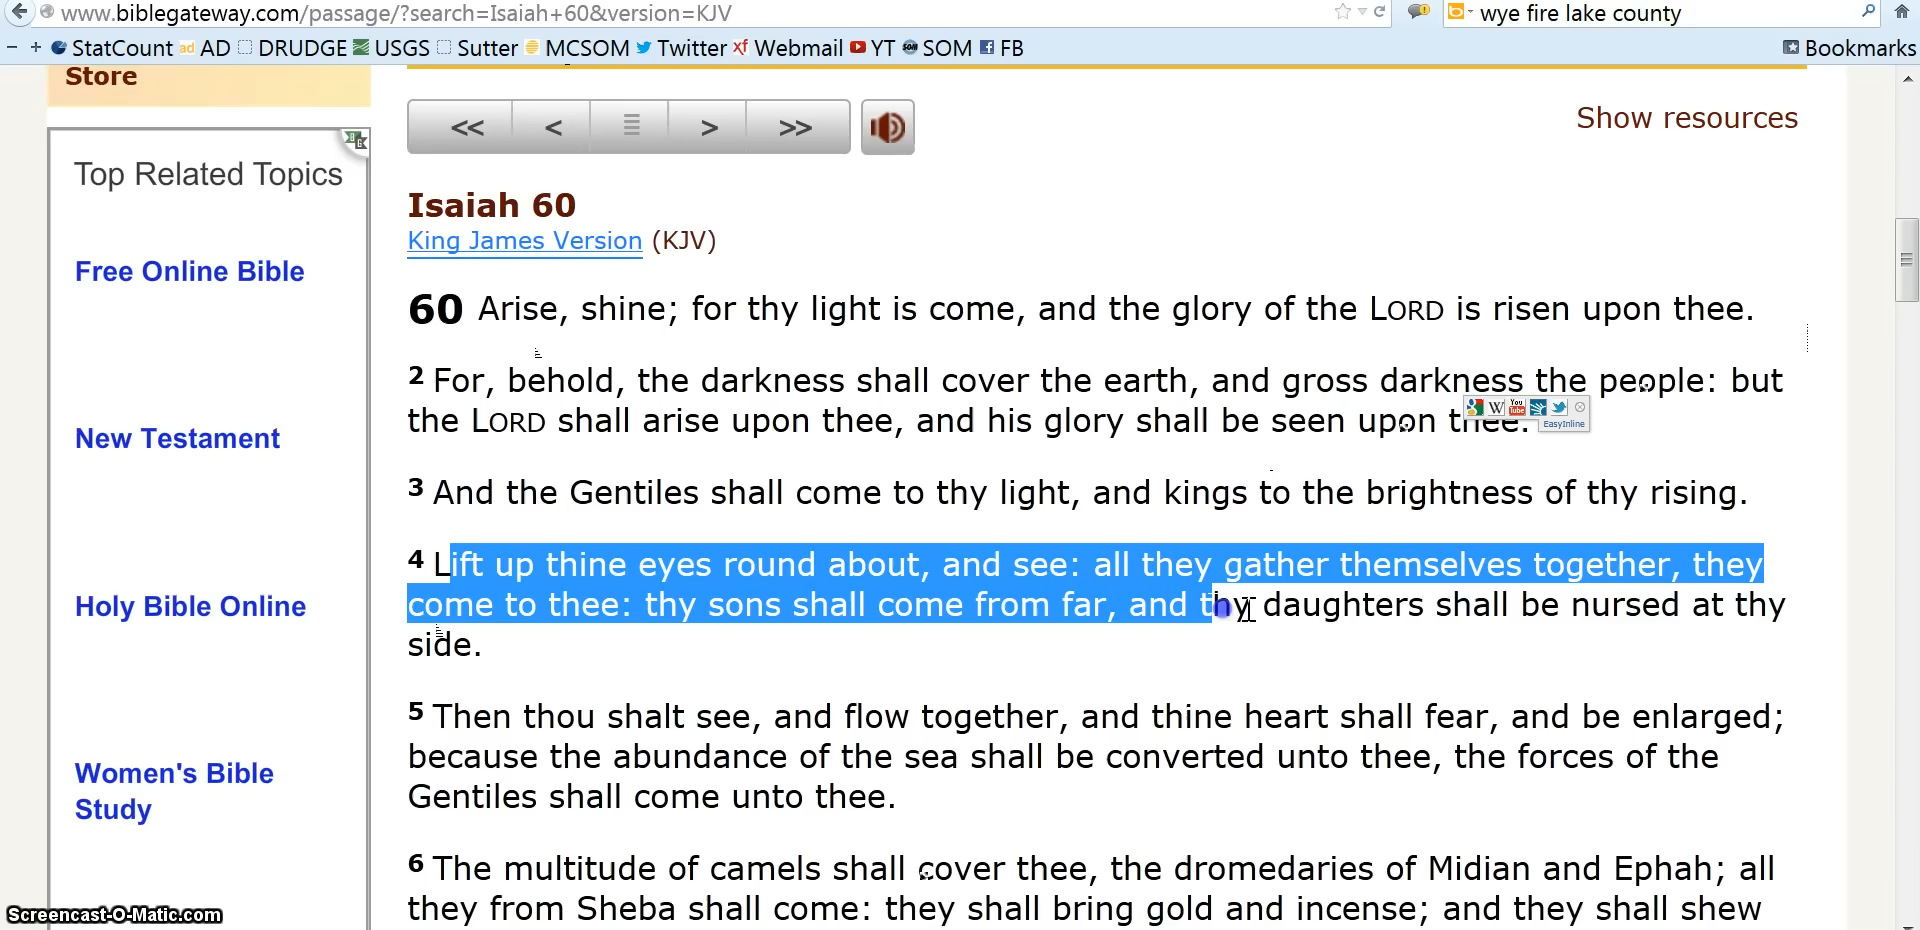 www.biblegateway.com/passage/?search=Isaiah+60&version=KJV
wye fire lake county
StatCount ad AD DRUDGE USGS Sutter MCSOM Twitter xf Webmail YT SOM FB Bookmarks
Store
<< < > >>
Show resources
Top Related Topics
Free Online Bible
New Testament
Holy Bible Online
Women's Bible
Study
Isaiah 60
King James Version (KJV)
60 Arise, shine; for thy light is come, and the glory of the LORD is risen upon thee.
2 For, behold, the darkness shall cover the earth, and gross darkness the people: but
the LORD shall arise upon thee, and his glory shall be seen upon thee.
W You Tube
EasyInline
3 And the Gentiles shall come to thy light, and kings to the brightness of thy rising.
4 Lift up thine eyes round about, and see: all they gather themselves together, they
come to thee: thy sons shall come from far, and thy daughters shall be nursed at thy
side.
5 Then thou shalt see, and flow together, and thine heart shall fear, and be enlarged;
because the abundance of the sea shall be converted unto thee, the forces of the
Gentiles shall come unto thee.
6 The multitude of camels shall cover thee, the dromedaries of Midian and Ephah; all
they from Sheba shall come: they shall bring gold and incense; and they shall shew
Screencast-O-Matic.com